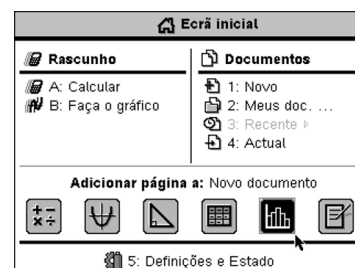 Ecrã inicial
Rascunho
A: Calcular
B: Faça o gráfico
Documentos
1: Novo
2: Meus doc. ...
3: Recente ▹
4: Actual
Adicionar página a: Novo documento
5: Definições e Estado